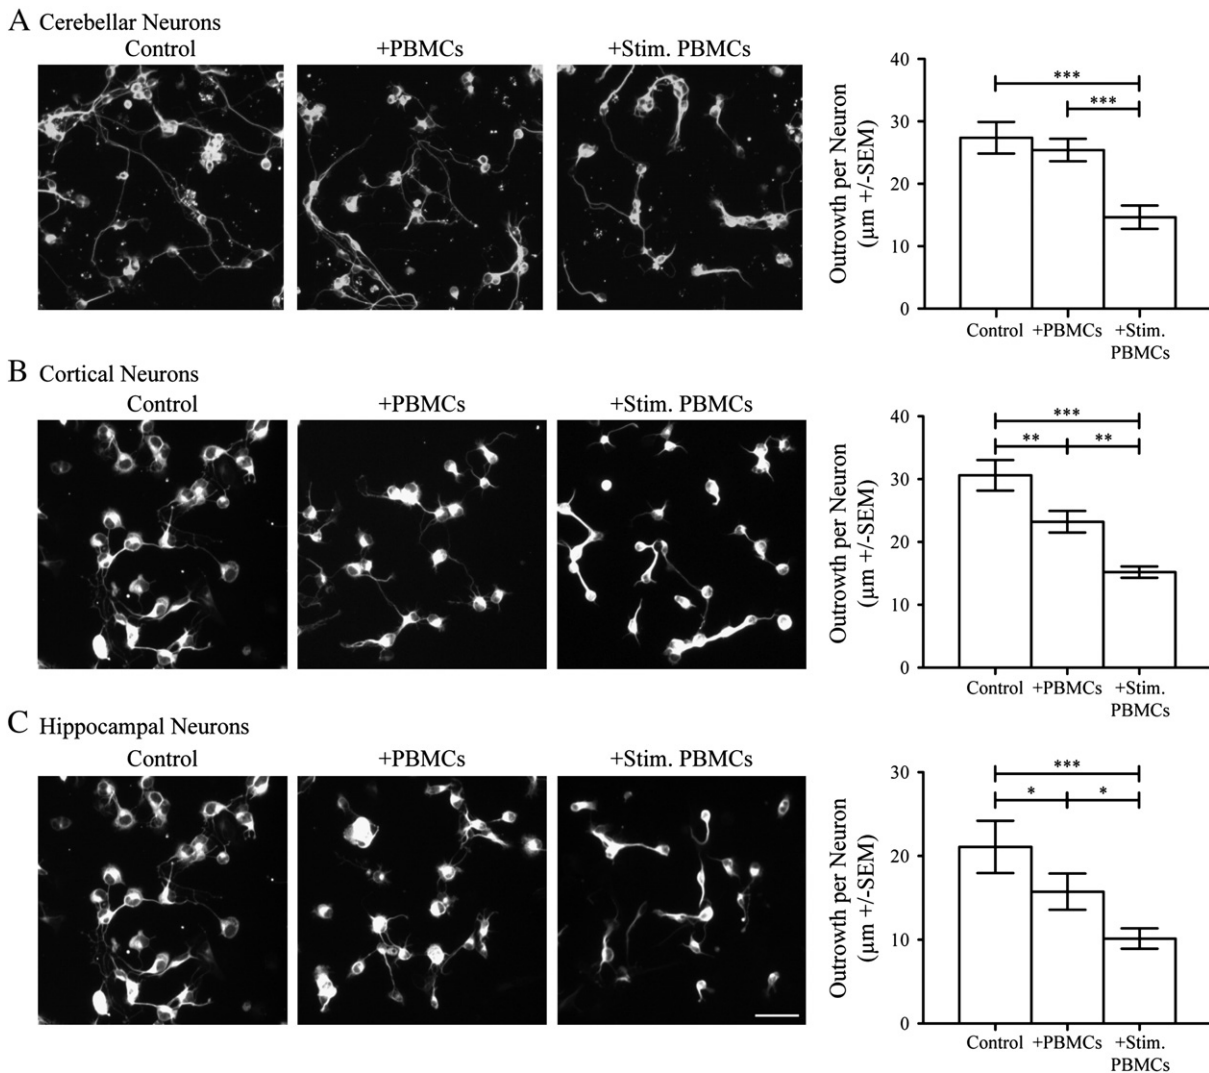 A Cerebellar Neurons
Control
+PBMCs
+Stim. PBMCs
Outrowth per Neuron
(µm +/-SEM)
40
30
20
10
0
***
***
Control
+PBMCs
+Stim.
PBMCs
B Cortical Neurons
Control
+PBMCs
+Stim. PBMCs
Outrowth per Neuron
(µm +/-SEM)
40
30
20
10
0
***
**
**
Control
+PBMCs
+Stim.
PBMCs
C Hippocampal Neurons
Control
+PBMCs
+Stim. PBMCs
Outrowth per Neuron
(µm +/-SEM)
30
20
10
0
***
*
*
Control
+PBMCs
+Stim.
PBMCs